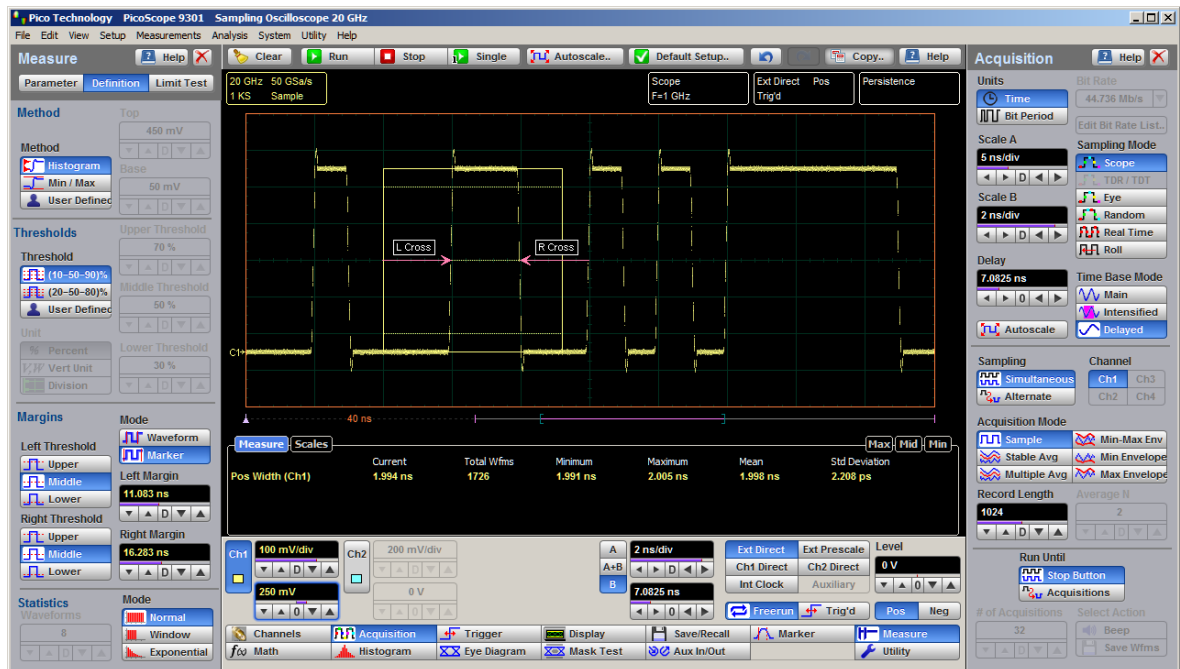 Pico Technology PicoScope 9301 Sampling Oscilloscope 20 GHz
File Edit View Setup Measurements Analysis System Utility Help
Measure Help
Clear Run Stop Single Autoscale.. Default Setup.. Copy.. Help
Acquisition Help
Parameter Definition Limit Test
Method
Top
450 mV
Method
Histogram
Min / Max
User Defined
Base
50 mV
Thresholds
Upper Threshold
70 %
Threshold
(10-50-90)%
(20-50-80)%
User Defined
Middle Threshold
50 %
Unit
% Percent
V,W Vert Unit
Division
Lower Threshold
30 %
Margins
Mode
Waveform
Marker
Left Threshold
Upper
Middle
Lower
Left Margin
11.083 ns
Right Threshold
Upper
Middle
Lower
Right Margin
16.283 ns
Statistics
Waveforms
8
Mode
Normal
Window
Exponential
20 GHz 50 GSa/s
1 KS Sample
Scope
F=1 GHz
Ext Direct Pos
Trig'd
Persistence
L Cross
R Cross
C1
40 ns
Measure Scales
Max Mid Min
Current Total Wfms Minimum Maximum Mean Std Deviation
Pos Width (Ch1) 1.994 ns 1726 1.991 ns 2.005 ns 1.998 ns 2.208 ps
Ch1
100 mV/div
250 mV
Ch2
200 mV/div
0 V
A
A+B
B
2 ns/div
7.0825 ns
Ext Direct Ext Prescale
Ch1 Direct Ch2 Direct
Int Clock Auxiliary
Freerun Trig'd
Level
0 V
Pos Neg
Channels Acquisition Trigger Display Save/Recall Marker Measure
f(x) Math Histogram Eye Diagram Mask Test Aux In/Out Utility
Units
Time
Bit Period
Bit Rate
44.736 Mb/s
Edit Bit Rate List..
Scale A
5 ns/div
Scale B
2 ns/div
Delay
7.0825 ns
Autoscale
Sampling Mode
Scope
TDR / TDT
Eye
Random
Real Time
Roll
Time Base Mode
Main
Intensified
Delayed
Sampling
Simultaneous
Alternate
Channel
Ch1 Ch3
Ch2 Ch4
Acquisition Mode
Sample Min-Max Env
Stable Avg Min Envelope
Multiple Avg Max Envelope
Record Length
1024
Average N
2
Run Until
Stop Button
Acquisitions
# of Acquisitions
32
Select Action
Beep
Save Wfms